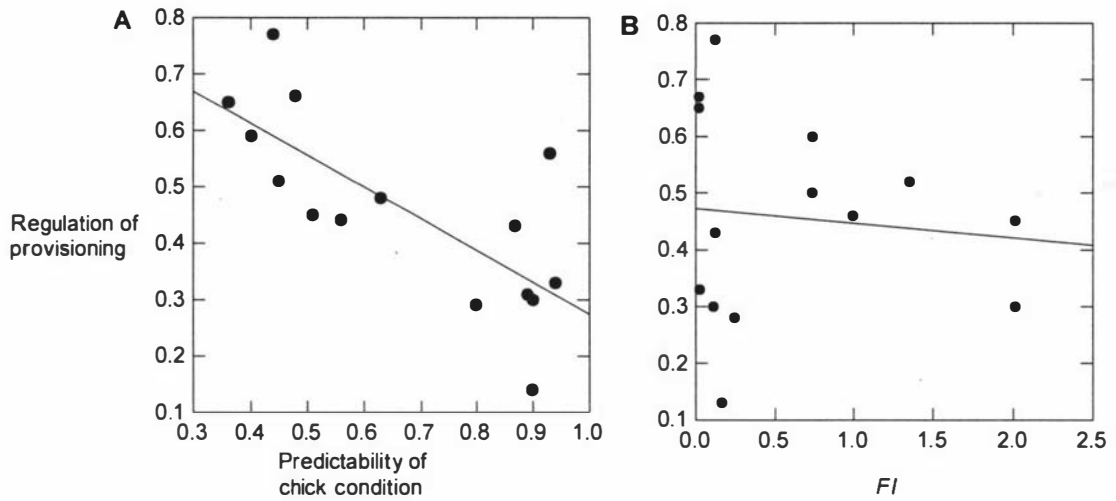 A
0.8
0.7
0.6
0.5
0.4
0.3
0.2
0.1
Regulation of
provisioning
0.3 0.4 0.5 0.6 0.7 0.8 0.9 1.0
Predictability of
chick condition
B
0.8
0.7
0.6
0.5
0.4
0.3
0.2
0.1
0.0 0.5 1.0 1.5 2.0 2.5
FI